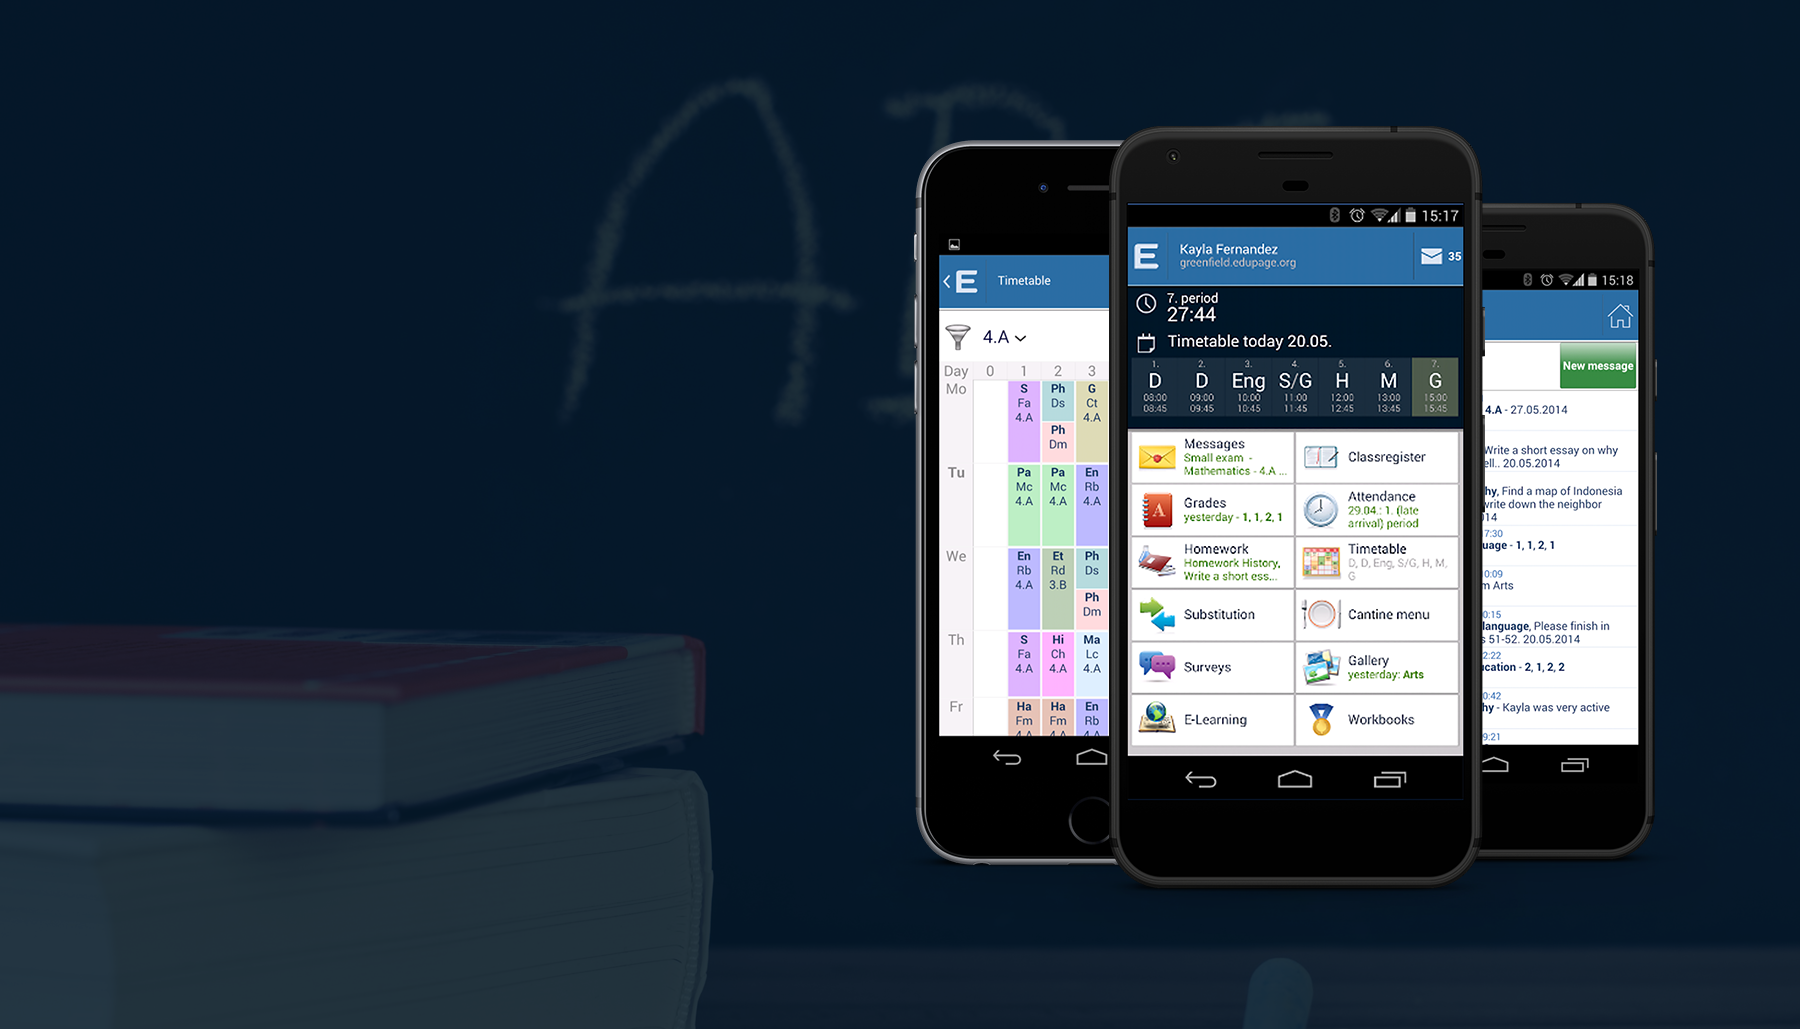 A
E
Timetable
4.A
Day 0 1 2 3
Mo
S Ph G
Fa Ds Ct
4.A Ph 4.A
Dm
Tu
Pa Pa En
Mc Mc Rb
4.A 4.A 4.A
We
En Et Ph
Rb Rd Ds
4.A 3.B Ph
Dm
Th
S Hi Ma
Fa Ch Lc
4.A 4.A 4.A
Fr
Ha Ha En
Fm Fm Rb
4.A 4.A 4.A
15:17
E
Kayla Fernandez
greenfield.edupage.org
35
7. period
27:44
Timetable today 20.05.
1. 2. 3. 4. 5. 6. 7.
D D Eng S/G H M G
08:00 09:00 10:00 11:00 12:00 13:00 15:00
08:45 09:45 10:45 11:45 12:45 13:45 15:45
Messages
Small exam -
Mathematics - 4.A ...
Classregister
Grades
yesterday - 1, 1, 2, 1
Attendance
29.04.: 1. (late
arrival) period
Homework
Homework History,
Write a short ess...
Timetable
D, D, Eng, S/G, H, M,
G
Substitution
Cantine menu
Surveys
Gallery
yesterday: Arts
E-Learning
Workbooks
15:18
New message
4.A - 27.05.2014
Write a short essay on why
ell.. 20.05.2014
hy, Find a map of Indonesia
write down the neighbor
014
7:30
uage - 1, 1, 2, 1
0:09
m Arts
0:15
language, Please finish in
s 51-52. 20.05.2014
2:22
ication - 2, 1, 2, 2
0:42
hy - Kayla was very active
9:21